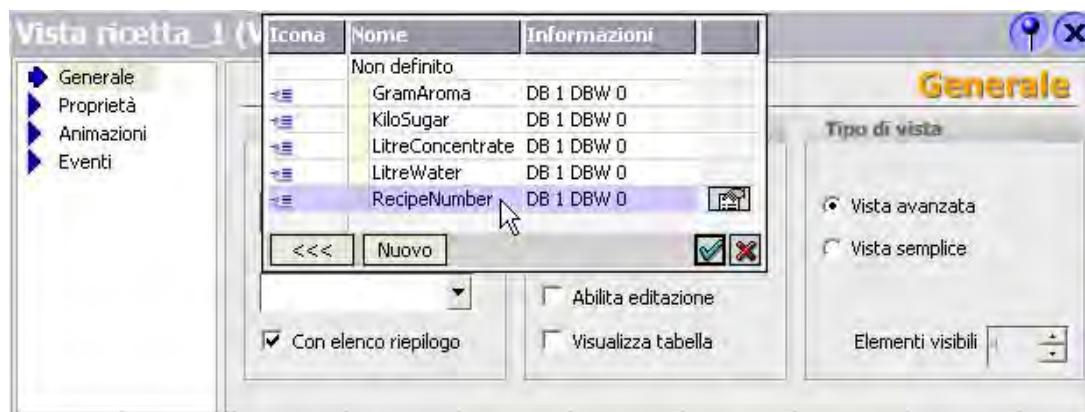 Vista ricetta_1 (V
Icona Nome Informazioni
Non definito
GramAroma DB 1 DBW 0
KiloSugar DB 1 DBW 0
LitreConcentrate DB 1 DBW 0
LitreWater DB 1 DBW 0
RecipeNumber DB 1 DBW 0
<<< Nuovo
Generale
Proprietà
Animazioni
Eventi
Generale
Tipo di vista
Vista avanzata
Vista semplice
Abilita editazione
Con elenco riepilogo
Visualizza tabella
Elementi visibili